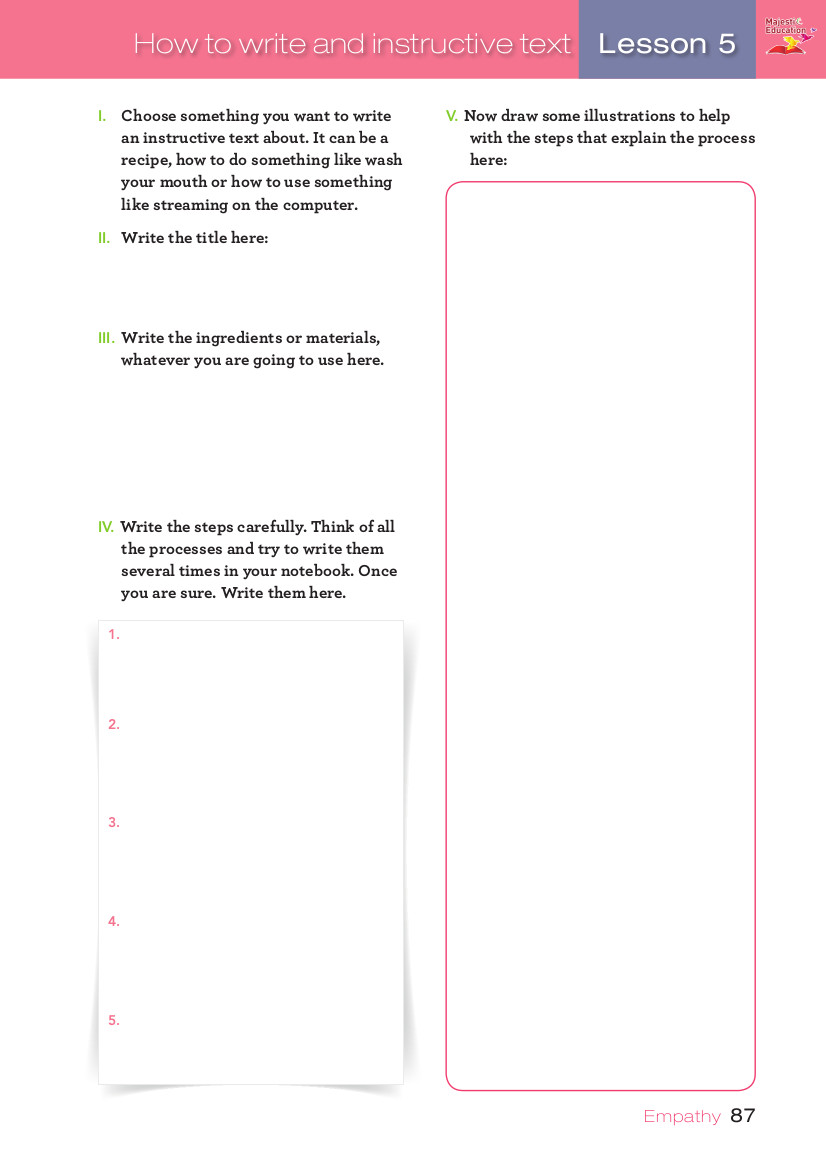 How to write and instructive text
Lesson 5
Majestic
Education
I. Choose something you want to write
an instructive text about. It can be a
recipe, how to do something like wash
your mouth or how to use something
like streaming on the computer.
II. Write the title here:
III. Write the ingredients or materials,
whatever you are going to use here.
IV. Write the steps carefully. Think of all
the processes and try to write them
several times in your notebook. Once
you are sure. Write them here.
1.
2.
3.
4.
5.
V. Now draw some illustrations to help
with the steps that explain the process
here:
Empathy 87